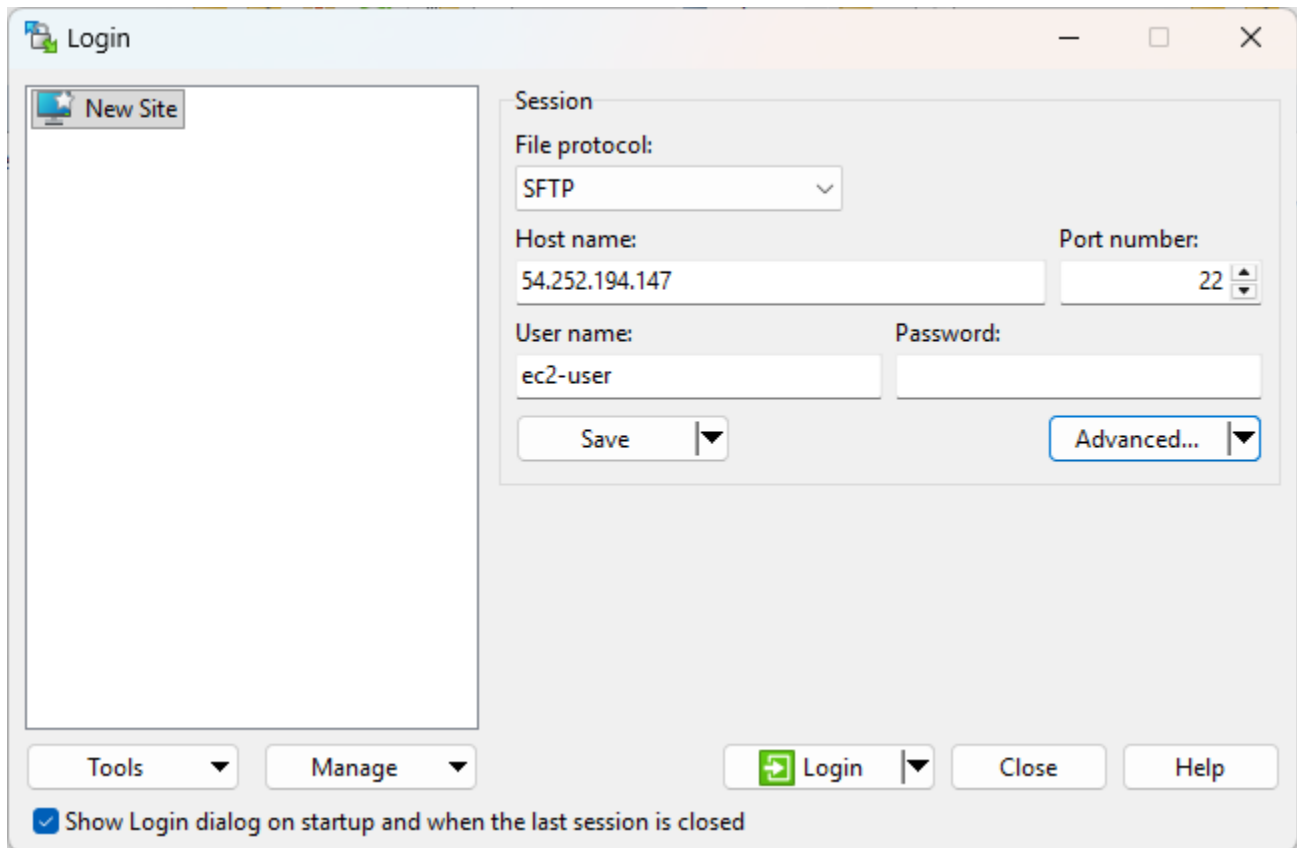 Login
New Site
Session
File protocol:
SFTP
Host name:
Port number:
54.252.194.147
22
User name:
Password:
ec2-user
Save
Advanced...
Tools
Manage
Login
Close
Help
Show Login dialog on startup and when the last session is closed